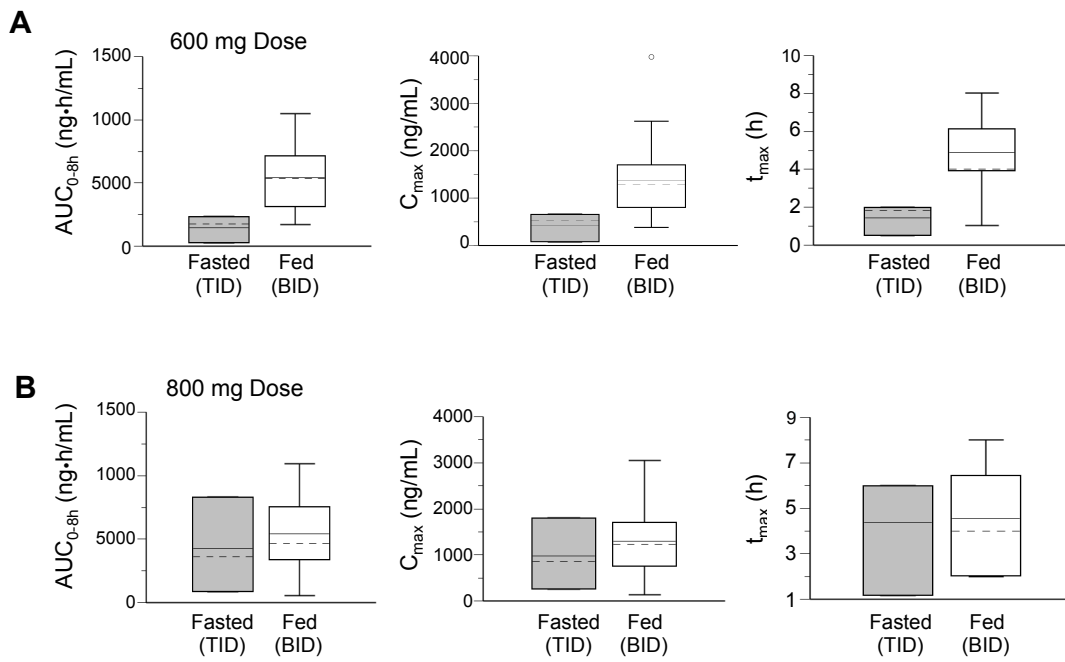 A
600 mg Dose
AUC0-8h (ng•h/mL)
1500
1000
5000
0
Fasted
(TID)
Fed
(BID)
Cmax (ng/mL)
4000
3000
2000
1000
0
Fasted
(TID)
Fed
(BID)
tmax (h)
10
8
6
4
2
0
Fasted
(TID)
Fed
(BID)
B
800 mg Dose
AUC0-8h (ng•h/mL)
1500
1000
5000
0
Fasted
(TID)
Fed
(BID)
Cmax (ng/mL)
4000
3000
2000
1000
0
Fasted
(TID)
Fed
(BID)
tmax (h)
9
7
5
3
1
Fasted
(TID)
Fed
(BID)